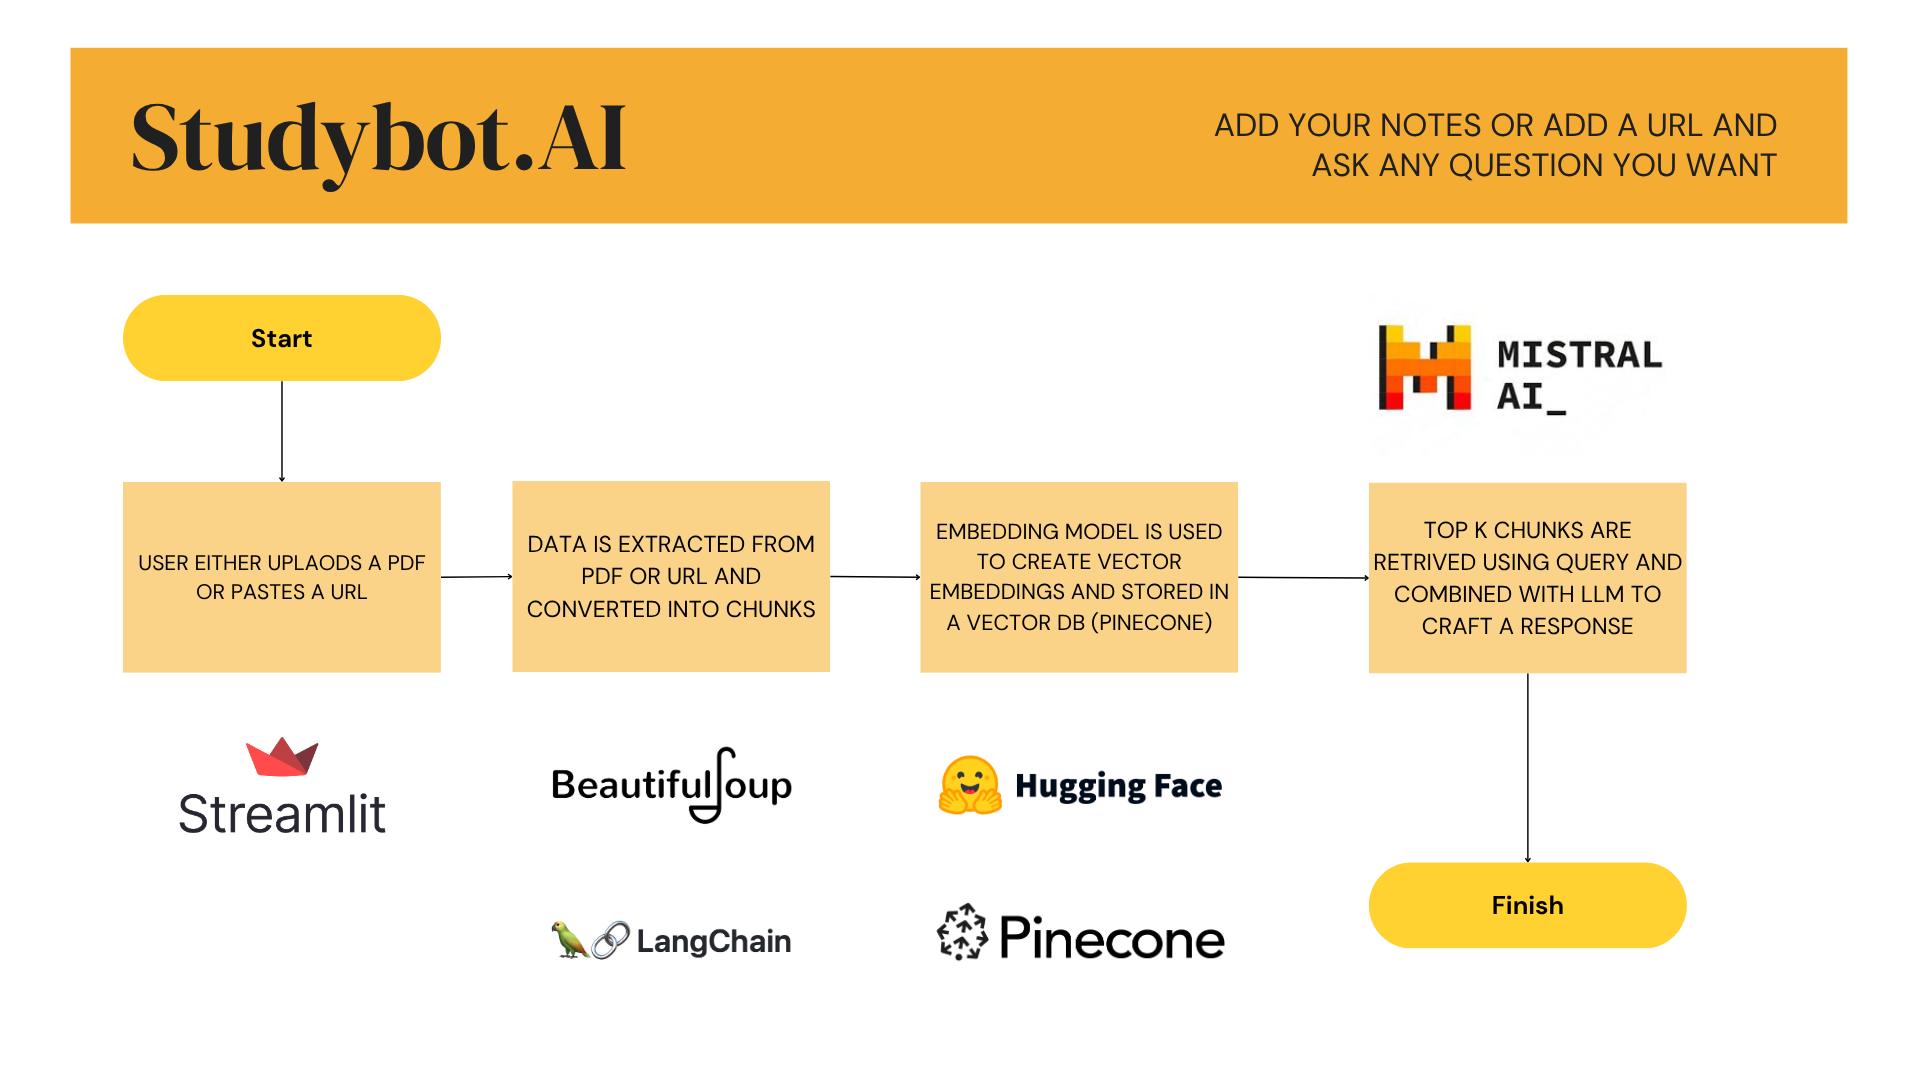 Studybot.AI
ADD YOUR NOTES OR ADD A URL AND
ASK ANY QUESTION YOU WANT
Start
MISTRAL
AI_
USER EITHER UPLAODS A PDF
OR PASTES A URL
DATA IS EXTRACTED FROM
PDF OR URL AND
CONVERTED INTO CHUNKS
EMBEDDING MODEL IS USED
TO CREATE VECTOR
EMBEDDINGS AND STORED IN
A VECTOR DB (PINECONE)
TOP K CHUNKS ARE
RETRIVED USING QUERY AND
COMBINED WITH LLM TO
CRAFT A RESPONSE
Streamlit
BeautifulSoup
Hugging Face
LangChain
Pinecone
Finish